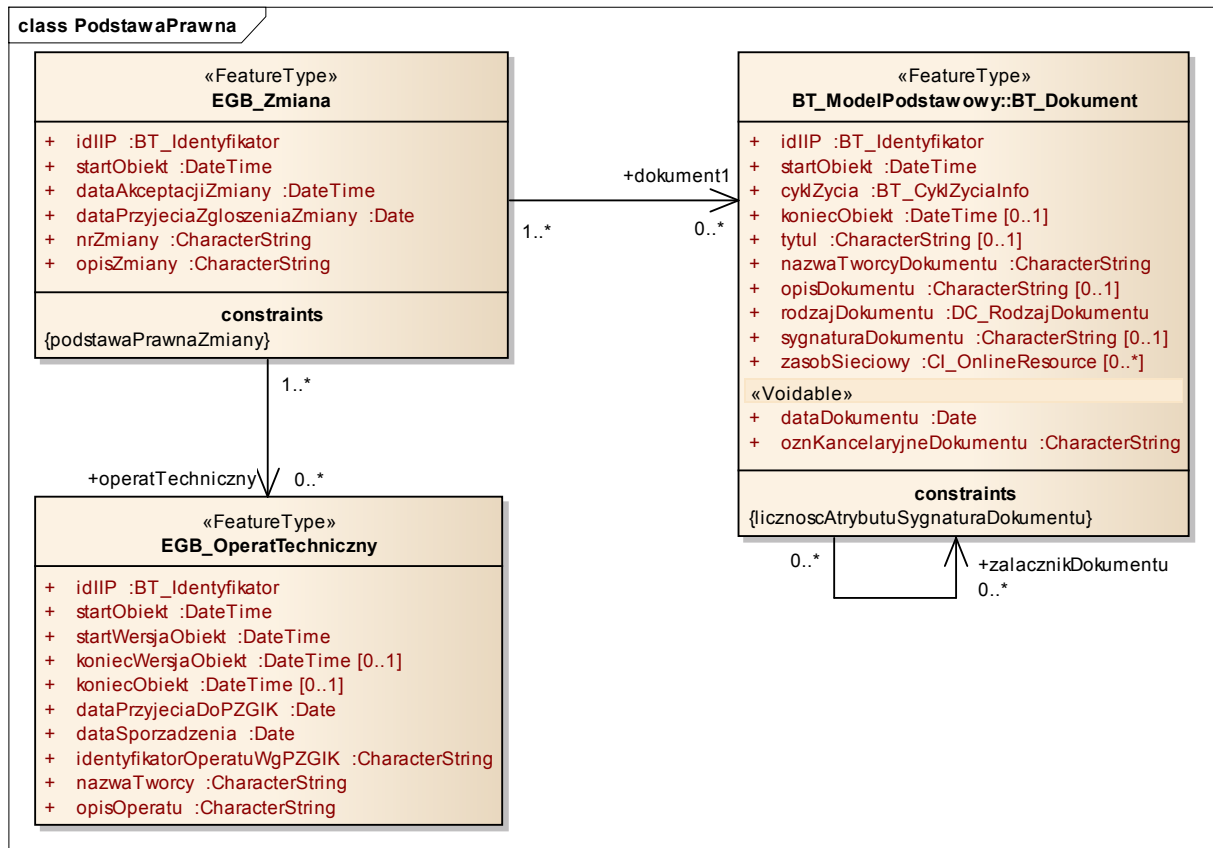 class PodstawaPrawna
«FeatureType»
EGB_Zmiana
+ idIIP :BT_Identyfikator
+ startObiekt :DateTime
+ dataAkceptacjiZmiany :DateTime
+ dataPrzyjeciaZgloszeniaZmiany :Date
+ nrZmiany :CharacterString
+ opisZmiany :CharacterString
constraints
{podstawaPrawnaZmiany}
+dokument1
1..*
0..*
«FeatureType»
BT_ModelPodstawowy::BT_Dokument
+ idIIP :BT_Identyfikator
+ startObiekt :DateTime
+ cyklZycia :BT_CyklZyciaInfo
+ koniecObiekt :DateTime [0..1]
+ tytul :CharacterString [0..1]
+ nazwaTworcyDokumentu :CharacterString
+ opisDokumentu :CharacterString [0..1]
+ rodzajDokumentu :DC_RodzajDokumentu
+ sygnaturaDokumentu :CharacterString [0..1]
+ zasobSieciowy :CI_OnlineResource [0..*]
«Voidable»
+ dataDokumentu :Date
+ oznKancelaryjneDokumentu :CharacterString
constraints
{licznoscAtrybutuSygnaturaDokumentu}
0..*
+zalacznikDokumentu
0..*
1..*
+operatTechniczny
0..*
«FeatureType»
EGB_OperatTechniczny
+ idIIP :BT_Identyfikator
+ startObiekt :DateTime
+ startWersjaObiekt :DateTime
+ koniecWersjaObiekt :DateTime [0..1]
+ koniecObiekt :DateTime [0..1]
+ dataPrzyjeciaDoPZGIK :Date
+ dataSporzadzenia :Date
+ identyfikatorOperatuWgPZGIK :CharacterString
+ nazwaTworcy :CharacterString
+ opisOperatu :CharacterString